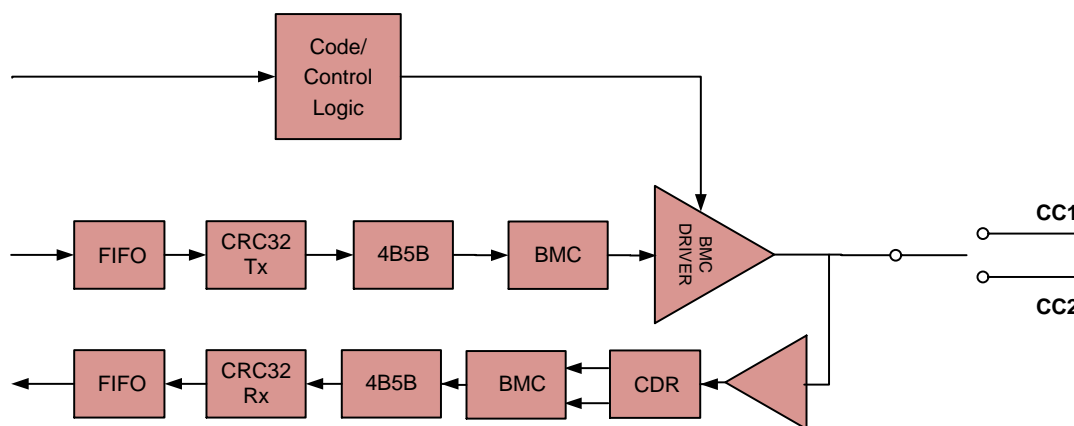 Code/
Control
Logic
CC1
FIFO
CRC32
Tx
4B5B
BMC
BMC
DRIVER
CC2
FIFO
CRC32
Rx
4B5B
BMC
CDR